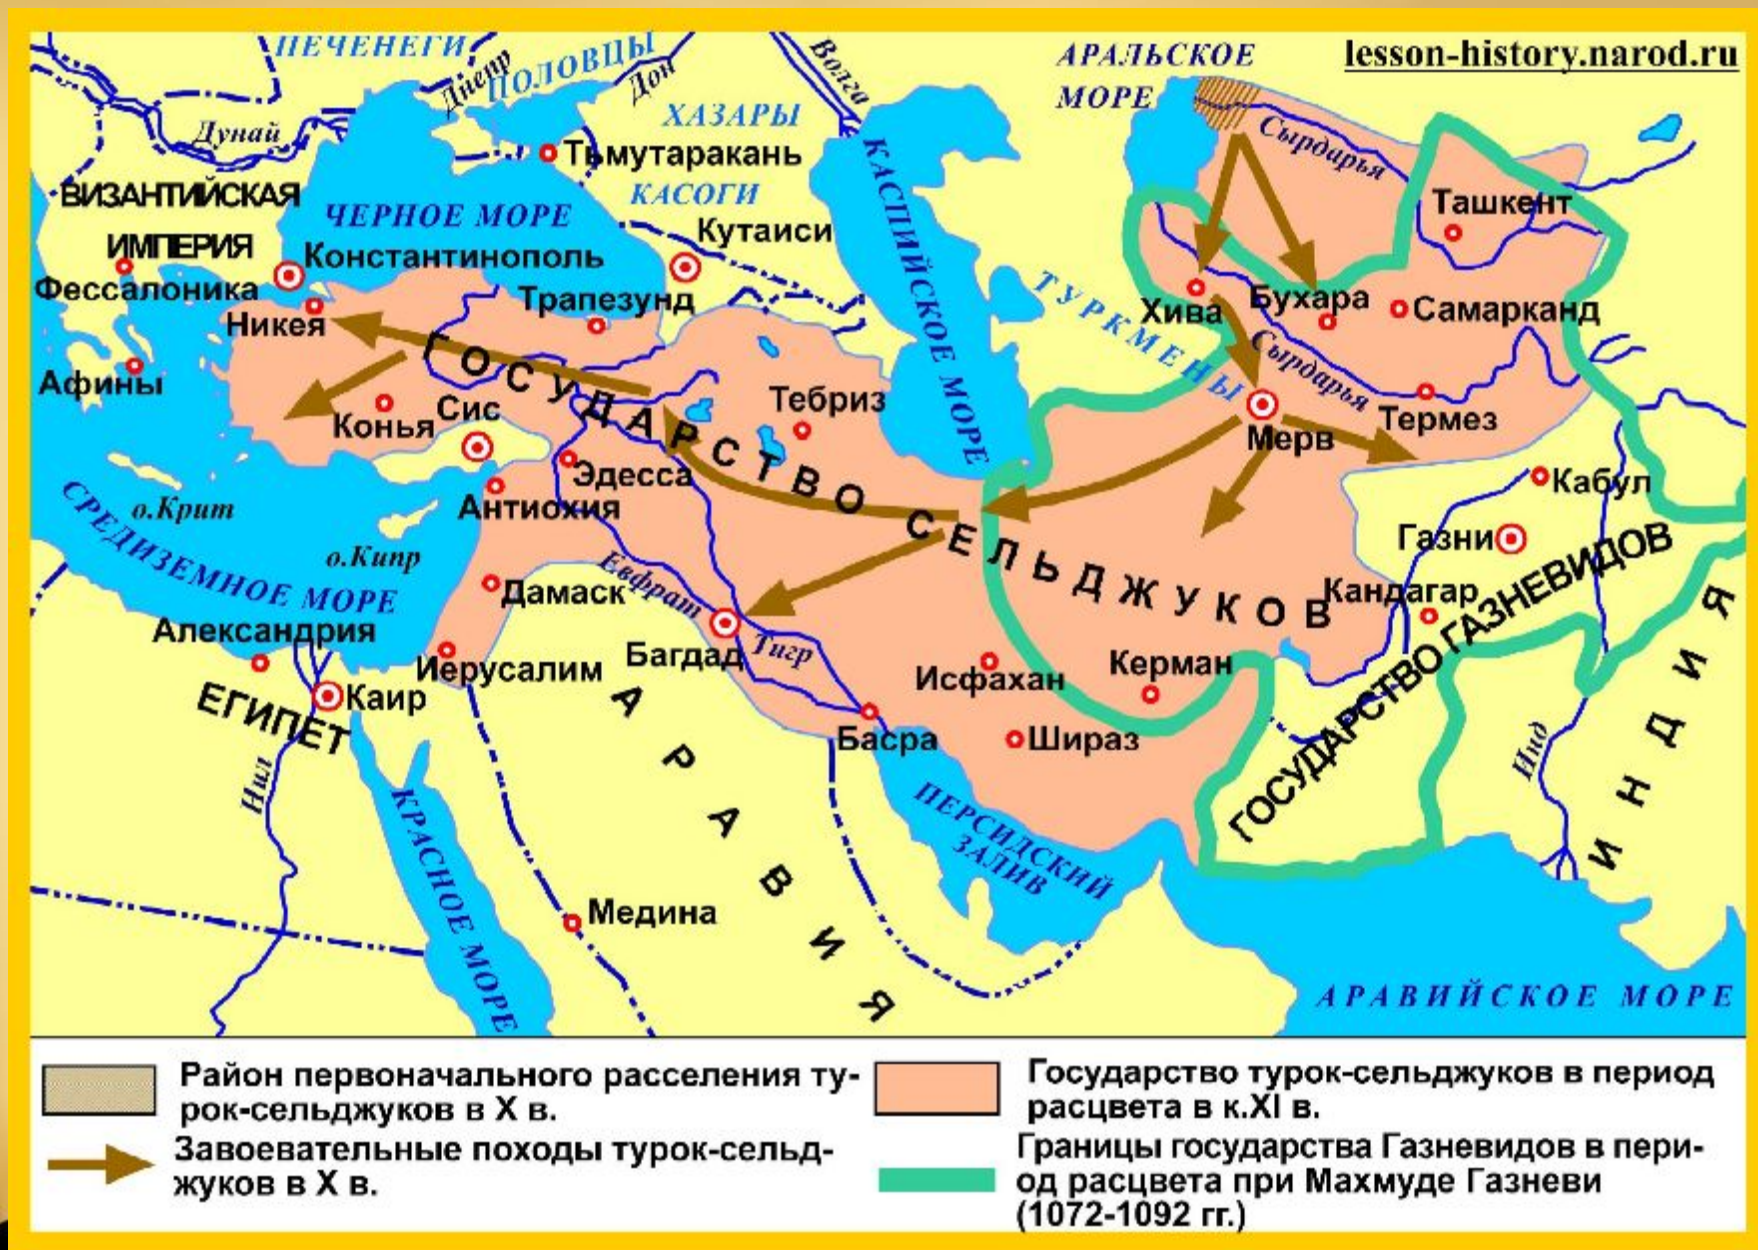 ПЕЧЕНЕГИ
ПОЛОВЦЫ
Днепр
Дон
Волга
АРАЛЬСКОЕ
МОРЕ
lesson-history.narod.ru
Дунай
ХАЗАРЫ
Тьмутаракань
КАСОГИ
Сырдарья
ВИЗАНТИЙСКАЯ
ИМПЕРИЯ
ЧЕРНОЕ МОРЕ
Кутаиси
КАСПИЙСКОЕ МОРЕ
Ташкент
Константинополь
Фессалоника
Никея
Трапезунд
ТУРКМЕНЫ
Хива
Бухара
Самарканд
Сырдарья
Афины
Конья
Сис
Тебриз
Мерв
Термез
ГОСУДАРСТВО СЕЛЬДЖУКОВ
Эдесса
Антиохия
Кабул
Газни
СРЕДИЗЕМНОЕ МОРЕ
о.Крит
о.Кипр
Евфрат
Дамаск
Кандагар
ГОСУДАРСТВО ГАЗНЕВИДОВ
ИНДИЯ
Александрия
Иерусалим
Багдад
Тигр
Исфахан
Керман
ЕГИПЕТ
Каир
АРАВИЯ
Басра
Шираз
Нил
Инд
КРАСНОЕ МОРЕ
ПЕРСИДСКИЙ
ЗАЛИВ
Медина
АРАВИЙСКОЕ МОРЕ
Район первоначального расселения ту-
рок-сельджуков в X в.
Завоевательные походы турок-сельд-
жуков в X в.
Государство турок-сельджуков в период
расцвета в к.XI в.
Границы государства Газневидов в пери-
од расцвета при Махмуде Газневи
(1072-1092 гг.)